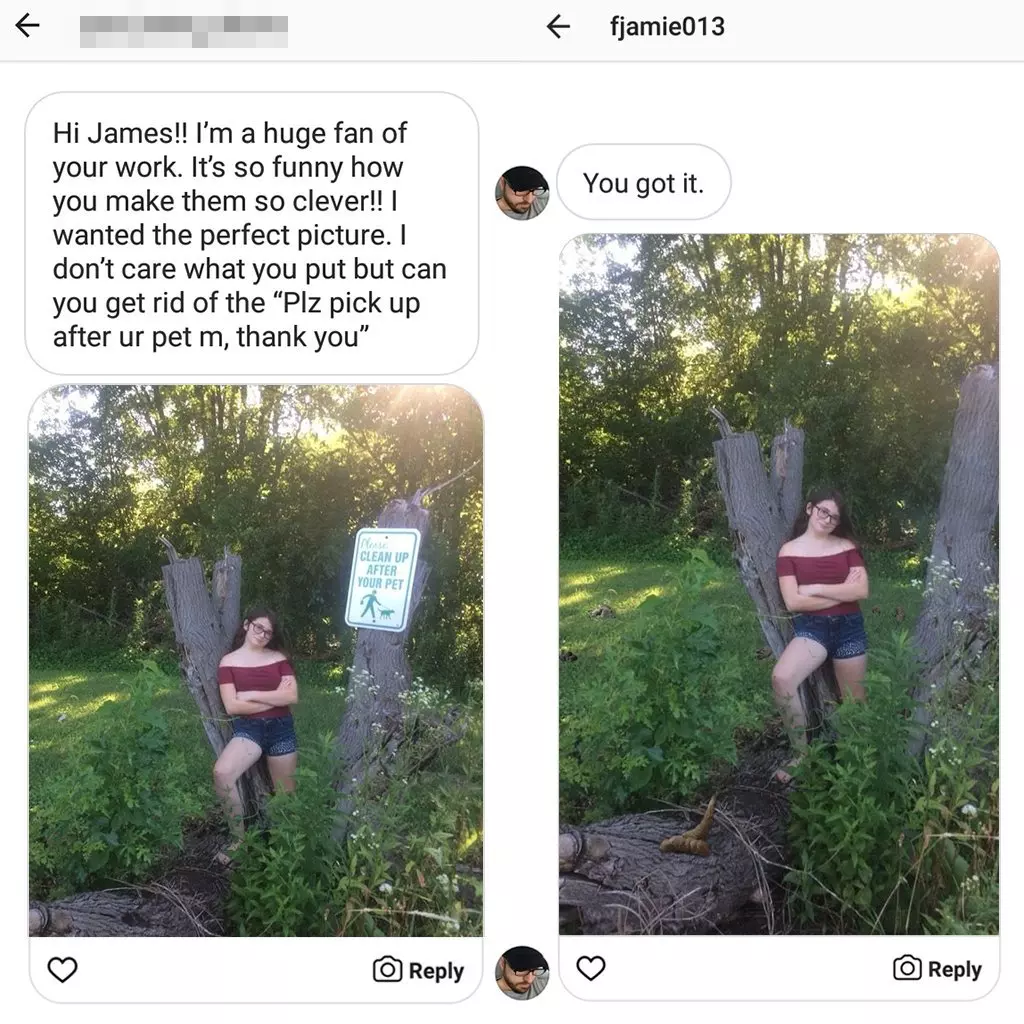 Hi James!! I’m a huge fan of
your work. It’s so funny how
you make them so clever!! I
wanted the perfect picture. I
don’t care what you put but can
you get rid of the “Plz pick up
after ur pet m, thank you”
Please
CLEAN UP
AFTER
YOUR PET
Reply
fjamie013
You got it.
Reply